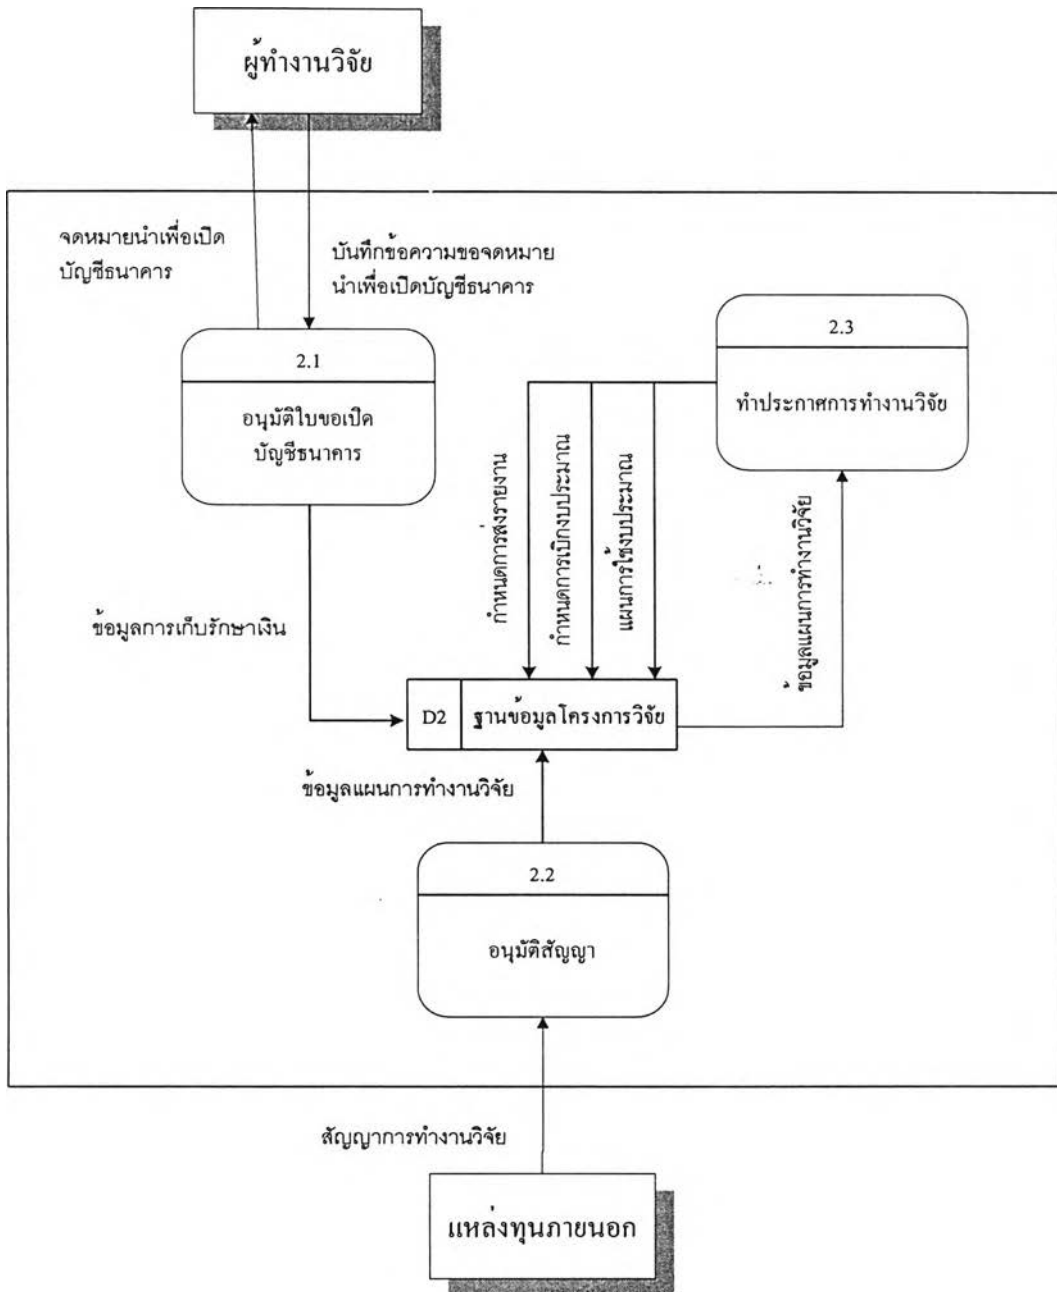 ผู้ทำงานวิจัย
จดหมายนำเพื่อเปิด
บัญชีธนาคาร
บันทึกข้อความขอจดหมาย
นำเพื่อเปิดบัญชีธนาคาร
2.1
อนุมัติใบขอเปิด
บัญชีธนาคาร
2.3
ทำประกาศการทำงานวิจัย
กำหนดการส่งรายงาน
กำหนดการเบิกงบประมาณ
แผนการใช้งบประมาณ
ข้อมูลแผนการทำงานวิจัย
ข้อมูลการเก็บรักษาเงิน
D2
ฐานข้อมูลโครงการวิจัย
ข้อมูลแผนการทำงานวิจัย
2.2
อนุมัติสัญญา
สัญญาการทำงานวิจัย
แหล่งทุนภายนอก